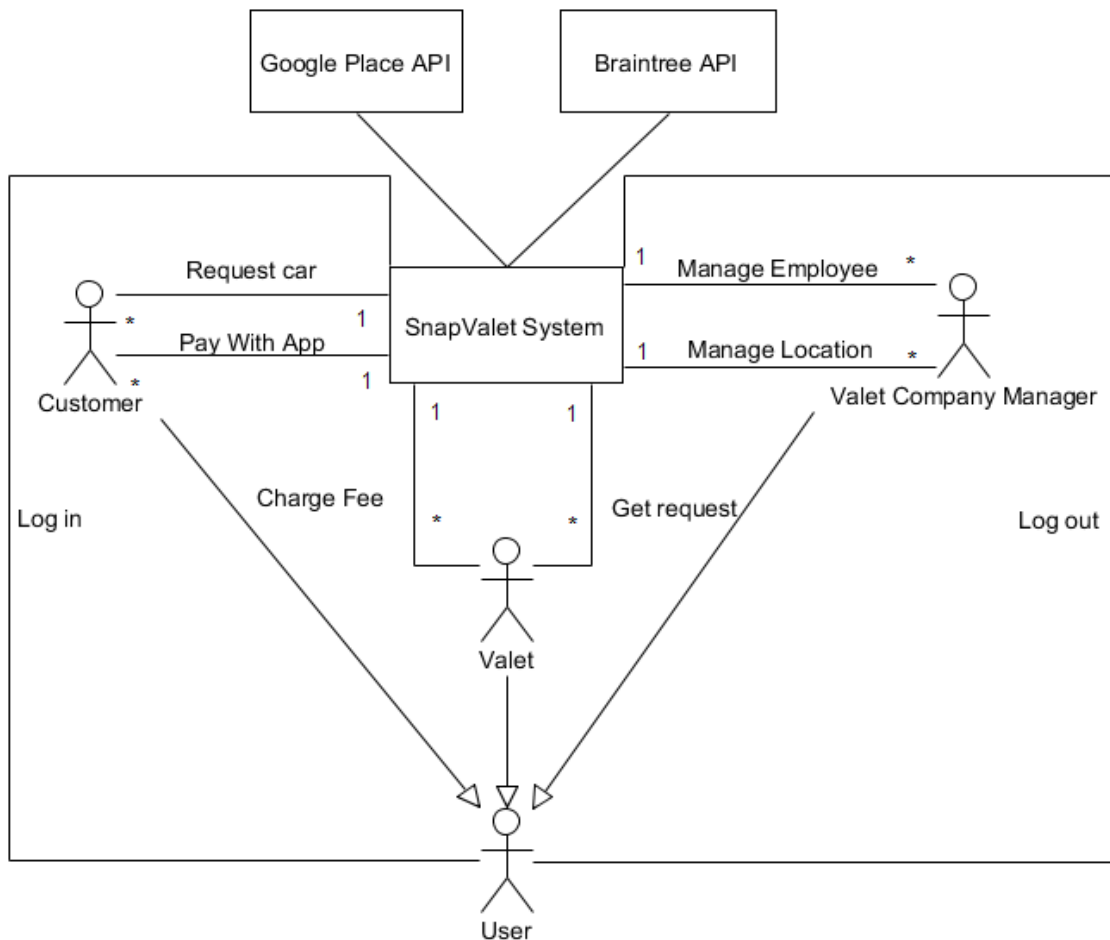 Google Place API
Braintree API
Request car
1
Manage Employee
*
*
1
SnapValet System
Pay With App
1
Manage Location
*
*
1
Customer
Valet Company Manager
1
1
Charge Fee
Get request
Log in
*
*
Log out
Valet
User